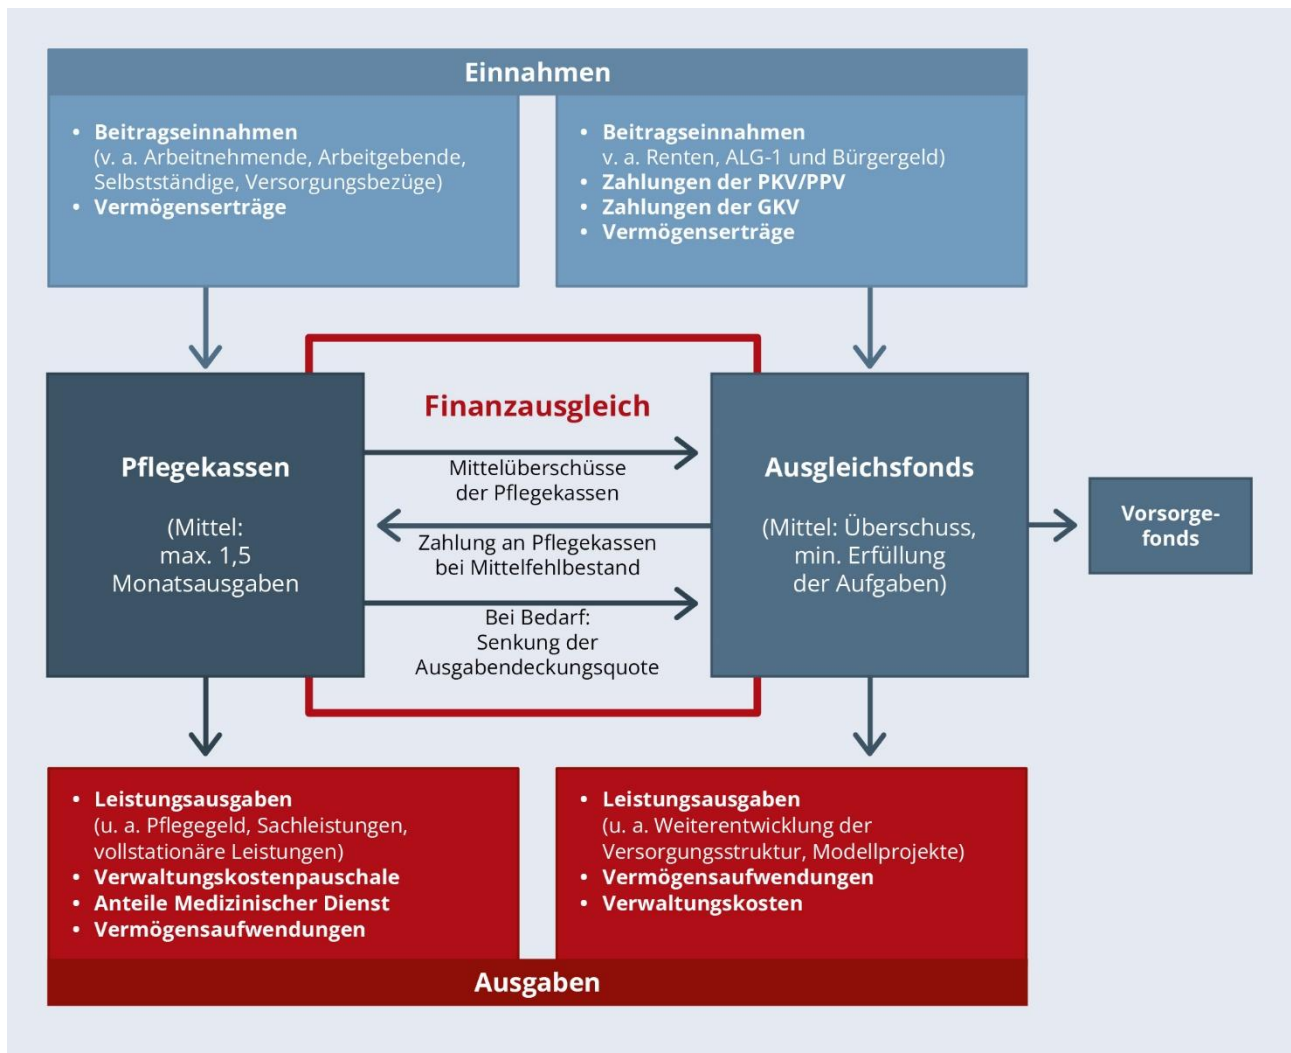 Einnahmen
• Beitragseinnahmen
(v. a. Arbeitnehmende, Arbeitgebende,
Selbstständige, Versorgungsbezüge)
• Vermögenserträge
• Beitragseinnahmen
v. a. Renten, ALG-1 und Bürgergeld)
• Zahlungen der PKV/PPV
• Zahlungen der GKV
• Vermögenserträge
Pflegekassen
(Mittel:
max. 1,5
Monatsausgaben
Finanzausgleich
Mittelüberschüsse
der Pflegekassen
Zahlung an Pflegekassen
bei Mittelfehlbestand
Bei Bedarf:
Senkung der
Ausgabendeckungsquote
Ausgleichsfonds
(Mittel: Überschuss,
min. Erfüllung
der Aufgaben)
Vorsorge-
fonds
• Leistungsausgaben
(u. a. Pflegegeld, Sachleistungen,
vollstationäre Leistungen)
• Verwaltungskostenpauschale
• Anteile Medizinischer Dienst
• Vermögensaufwendungen
• Leistungsausgaben
(u. a. Weiterentwicklung der
Versorgungsstruktur, Modellprojekte)
• Vermögensaufwendungen
• Verwaltungskosten
Ausgaben